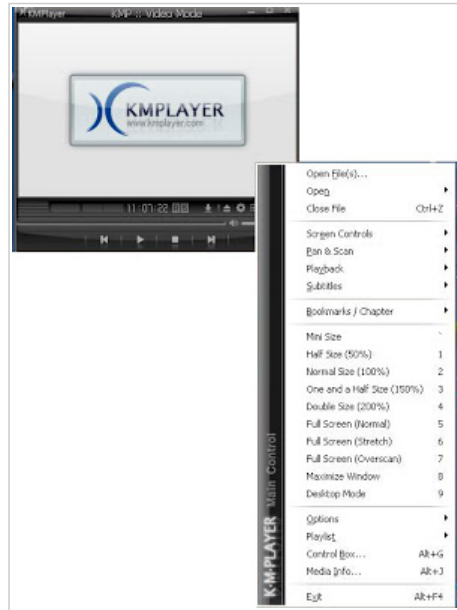 KMPlayer KMP :: Video Mode
KMPLAYER
www.kmplayer.com
11:07:22
Open File(s)...
Open
Close File Ctrl+Z
Screen Controls
Pan & Scan
Playback
Subtitles
Bookmarks / Chapter
Mini Size `
Half Size (50%) 1
Normal Size (100%) 2
One and a Half Size (150%) 3
Double Size (200%) 4
Full Screen (Normal) 5
Full Screen (Stretch) 6
Full Screen (Overscan) 7
Maximize Window 8
Desktop Mode 9
Options
Playlist
Control Box... Alt+G
Media Info... Alt+J
Exit Alt+F4
K·M·PLAYER Main Control